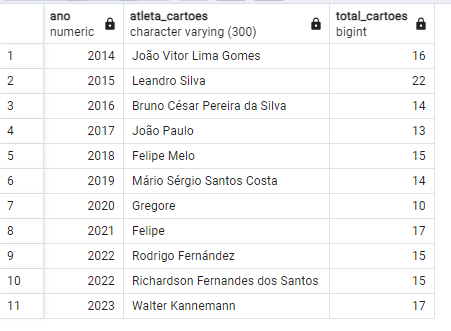 ano atleta_cartoes total_cartoes
numeric character varying (300) bigint
1 2014 João Vitor Lima Gomes 16
2 2015 Leandro Silva 22
3 2016 Bruno César Pereira da Silva 14
4 2017 João Paulo 13
5 2018 Felipe Melo 15
6 2019 Mário Sérgio Santos Costa 14
7 2020 Gregore 10
8 2021 Felipe 17
9 2022 Rodrigo Fernández 15
10 2022 Richardson Fernandes dos Santos 15
11 2023 Walter Kannemann 17